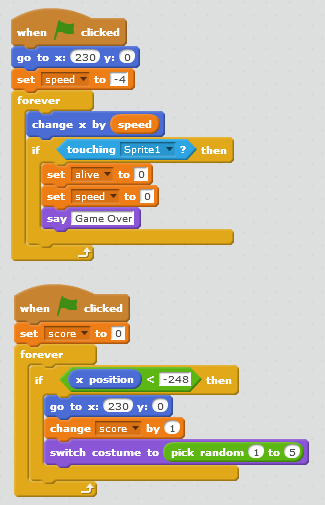 when clicked
go to x: 230 y: 0
set speed to -4
forever
change x by speed
if touching Sprite1 ? then
set alive to 0
set speed to 0
say Game Over
when clicked
set score to 0
forever
if x position < -248 then
go to x: 230 y: 0
change score by 1
switch costume to pick random 1 to 5